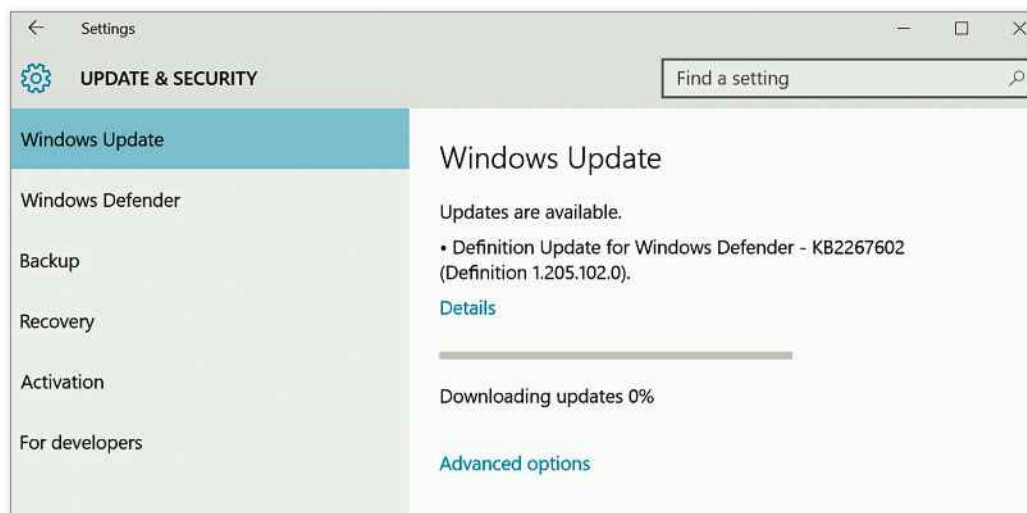 Settings
UPDATE & SECURITY
Find a setting
Windows Update
Windows Defender
Backup
Recovery
Activation
For developers
Windows Update
Updates are available.
• Definition Update for Windows Defender - KB2267602
(Definition 1.205.102.0).
Details
Downloading updates 0%
Advanced options